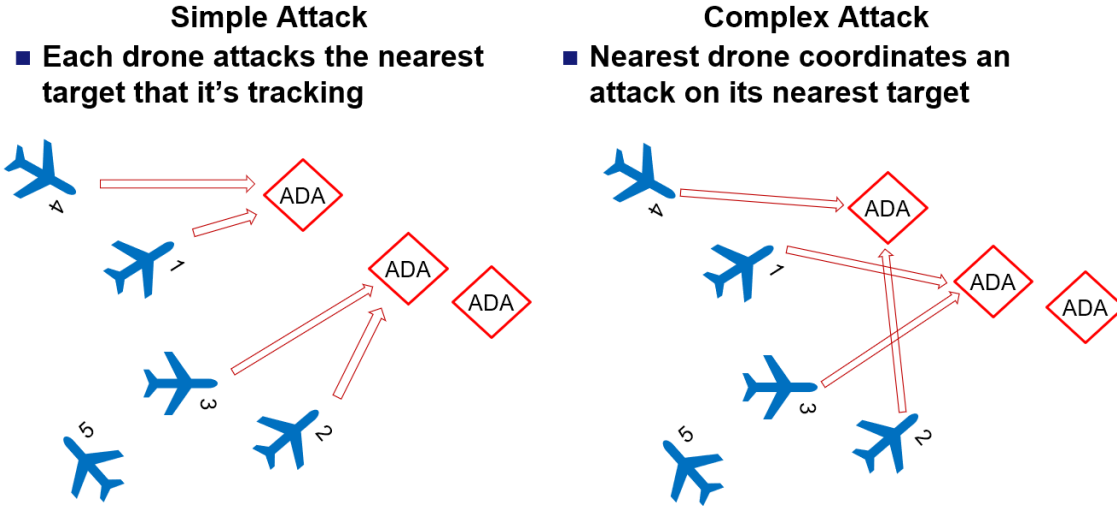 Simple Attack
■ Each drone attacks the nearest
target that it's tracking
4
ADA
1
ADA
ADA
3
2
5
Complex Attack
■ Nearest drone coordinates an
attack on its nearest target
4
ADA
1
ADA
ADA
3
2
5